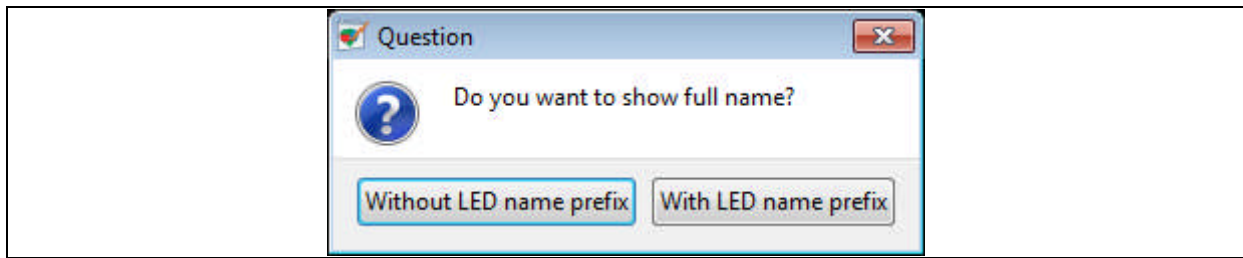 Question
Do you want to show full name?
Without LED name prefix With LED name prefix